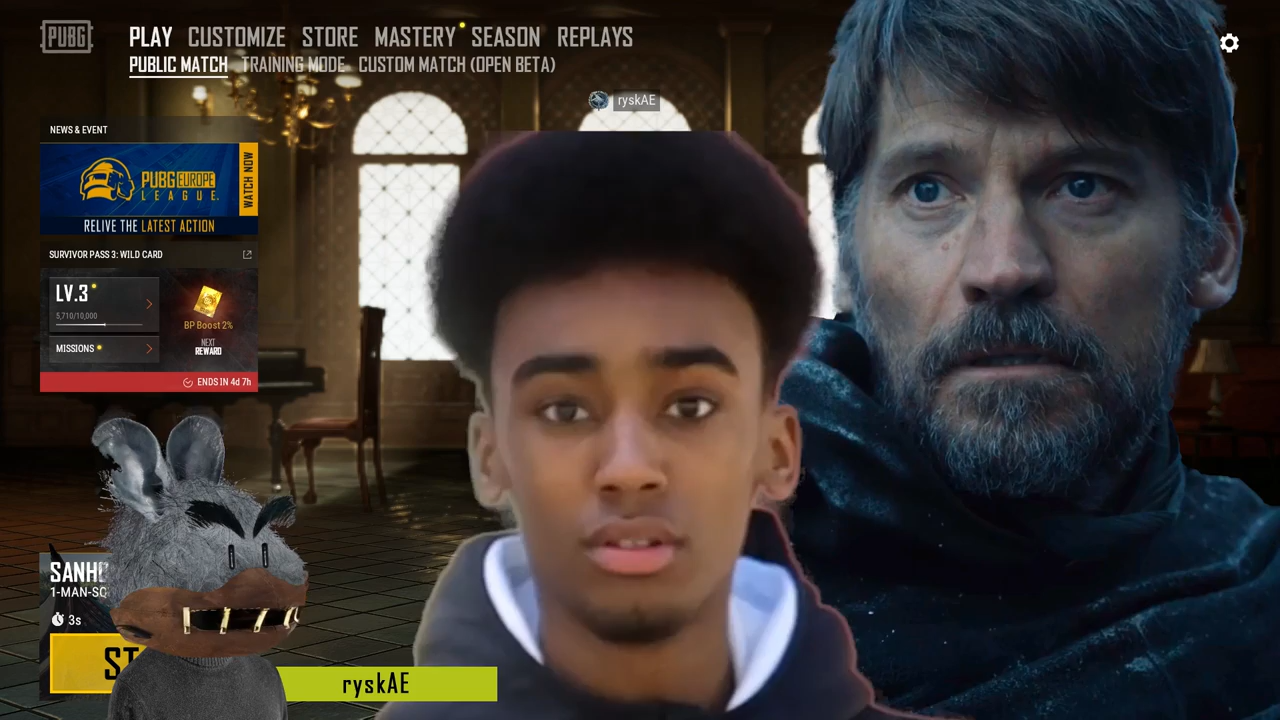 PUBG
PLAY CUSTOMIZE STORE MASTERY SEASON REPLAYS
PUBLIC MATCH TRAINING MODE CUSTOM MATCH (OPEN BETA)
ryskAE
NEWS & EVENT
PUBG EUROPE
LEAGUE.
WATCH NOW
RELIVE THE LATEST ACTION
SURVIVOR PASS 3: WILD CARD
LV.3
5,710/10,000
BP Boost 2%
NEXT
REWARD
MISSIONS
ENDS IN 4d 7h
SANH
1-MAN-SQ
3s
ST
ryskAE